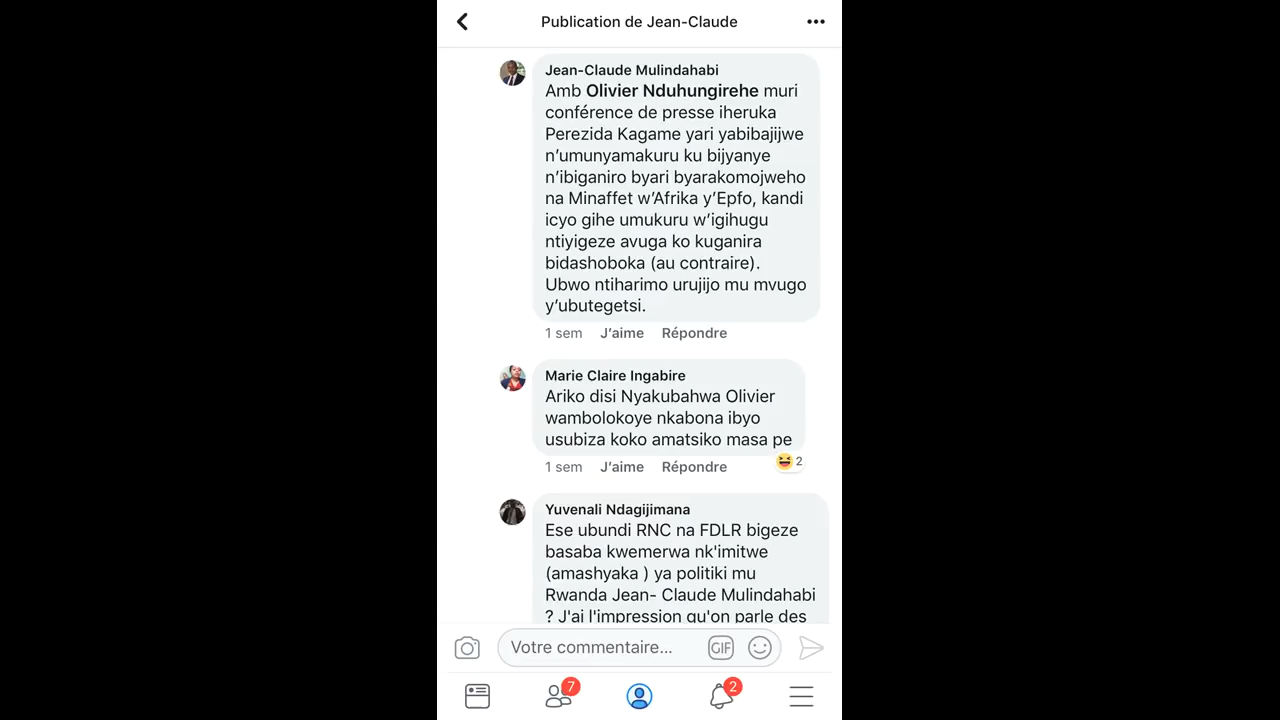 Publication de Jean-Claude
Jean-Claude Mulindahabi
Amb Olivier Nduhungirehe muri
conférence de presse iheruka
Perezida Kagame yari yabibajijwe
n’umunyamakuru ku bijyanye
n’ibiganiro byari byarakomojweho
na Minaffet w’Afrika y’Epfo, kandi
icyo gihe umukuru w’igihugu
ntiyigeze avuga ko kuganira
bidashoboka (au contraire).
Ubwo ntiharimo urujijo mu mvugo
y’ubutegetsi.
1 sem J’aime Répondre
Marie Claire Ingabire
Ariko disi Nyakubahwa Olivier
wambolokoye nkabona ibyo
usubiza koko amatsiko masa pe
2
1 sem J’aime Répondre
Yuvenali Ndagijimana
Ese ubundi RNC na FDLR bigeze
basaba kwemerwa nk'imitwe
(amashyaka ) ya politiki mu
Rwanda Jean- Claude Mulindahabi
? J'ai l'impression qu'on parle des
Votre commentaire... GIF
7 2